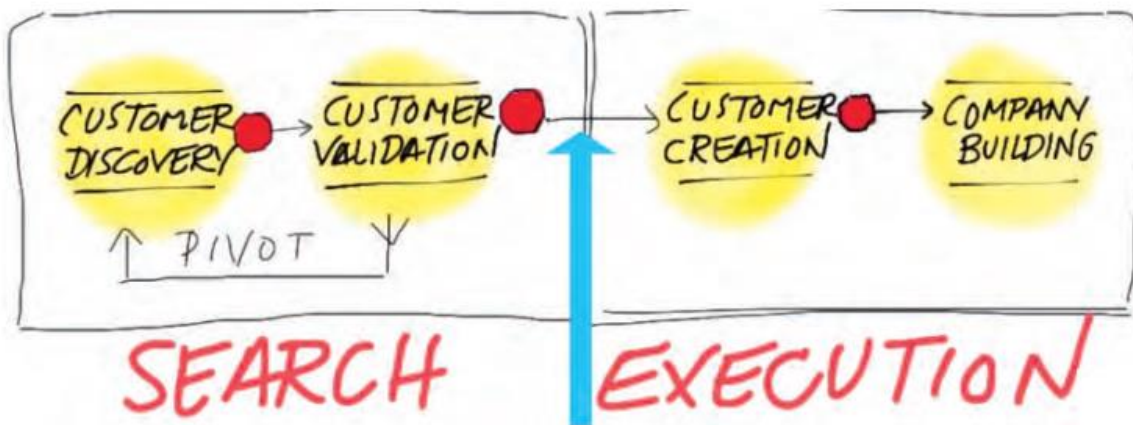 CUSTOMER
DISCOVERY
CUSTOMER
VALIDATION
CUSTOMER
CREATION
COMPANY
BUILDING
PIVOT
SEARCH
EXECUTION